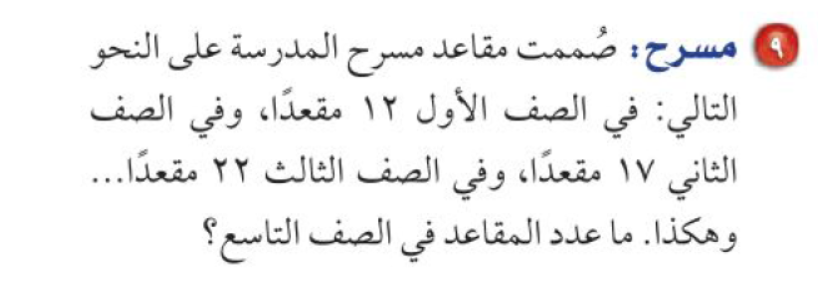 ٩ مسرح: صُممت مقاعد مسرح المدرسة على النحو
التالي: في الصف الأول ١٢ مقعدًا، وفي الصف
الثاني ١٧ مقعدًا، وفي الصف الثالث ٢٢ مقعدًا...
وهكذا. ما عدد المقاعد في الصف التاسع؟